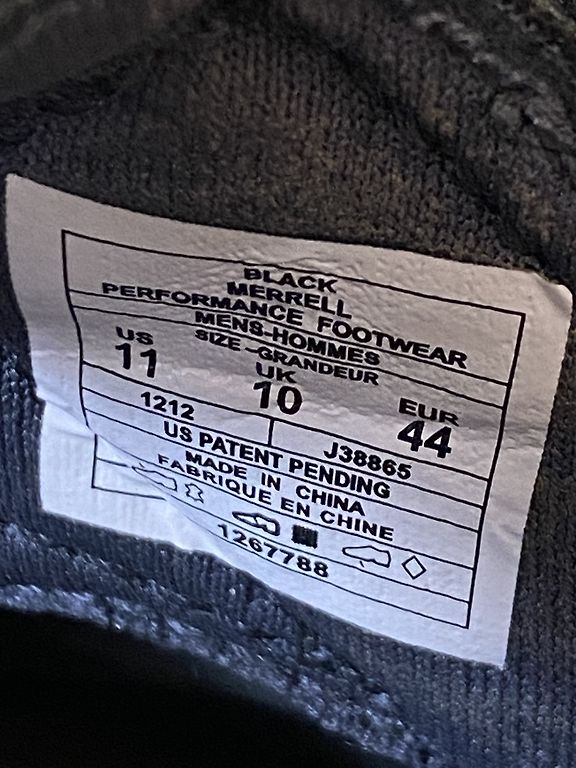 BLACK
MERRELL
PERFORMANCE FOOTWEAR
MENS-HOMMES
SIZE-GRANDEUR
US UK EUR
11 10 44
1212 J38865
US PATENT PENDING
MADE IN CHINA
FABRIQUE EN CHINE
1267788